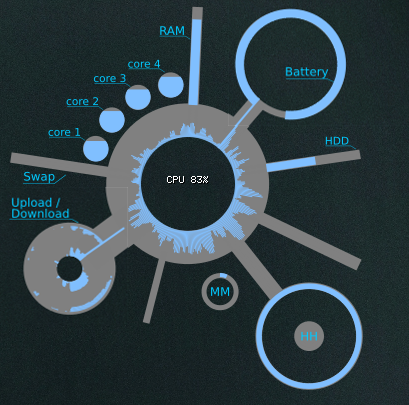 RAM
core 4
Battery
core 3
core 2
core 1
HDD
Swap
CPU 83%
Upload /
Download
MM
HH